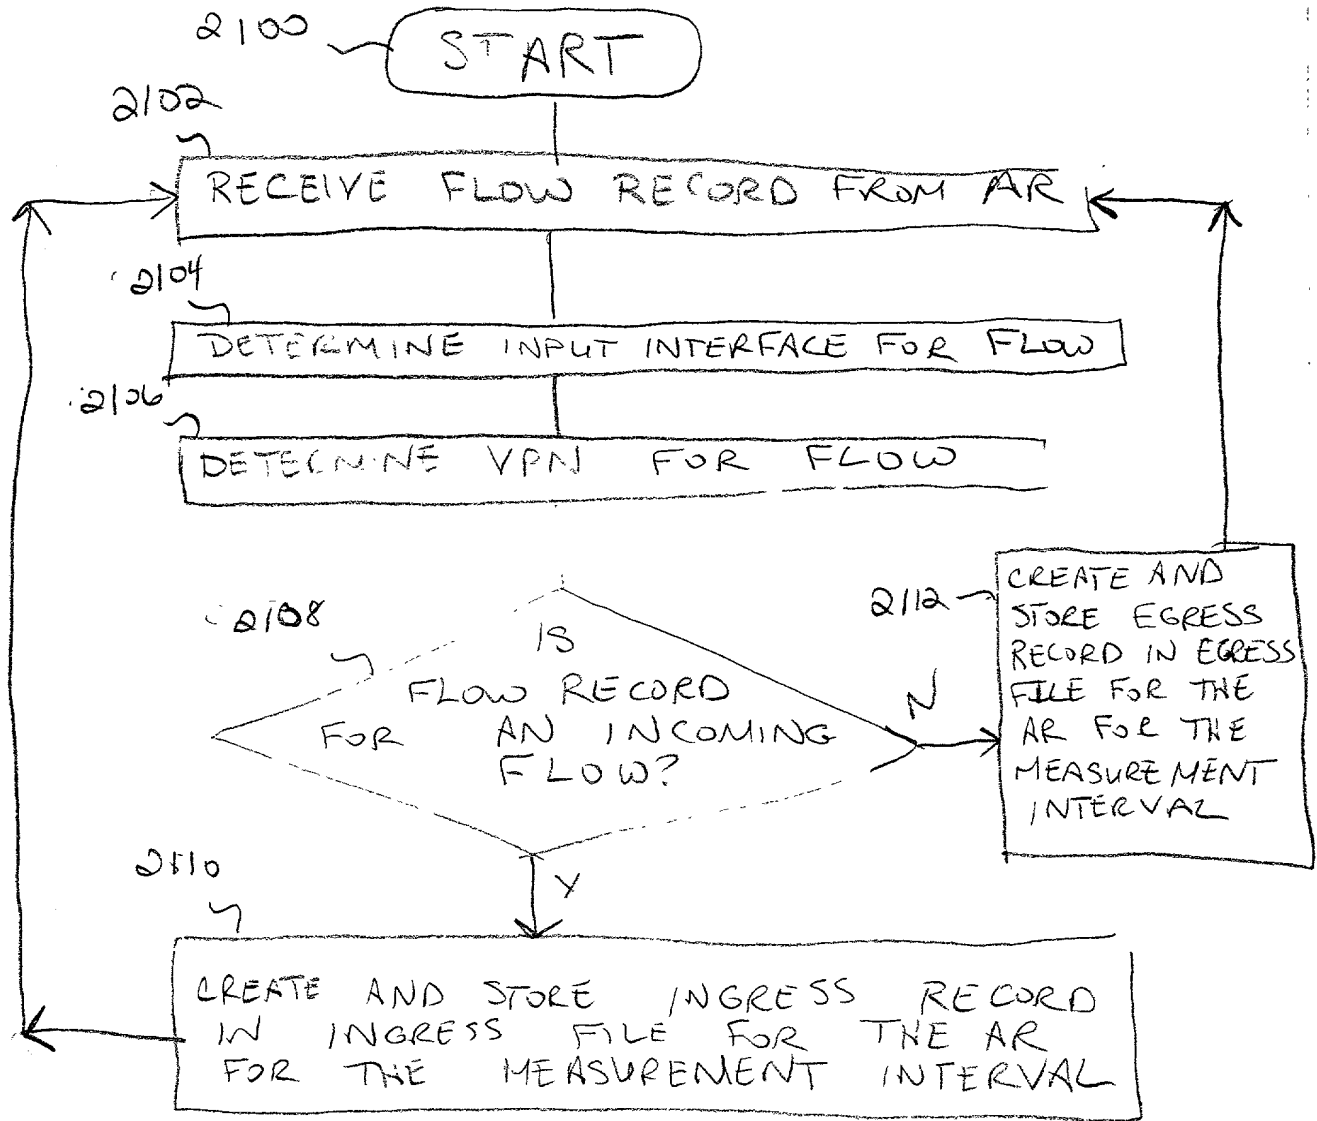 2100
START
2102
RECEIVE FLOW RECORD FROM AR
2104
DETERMINE INPUT INTERFACE FOR FLOW
2106
DETERMINE VPN FOR FLOW
2108
IS
FLOW RECORD
FOR AN INCOMING
FLOW?
N
2112
CREATE AND
STORE EGRESS
RECORD IN EGRESS
FILE FOR THE
AR FOR THE
MEASUREMENT
INTERVAL
Y
2110
CREATE AND STORE INGRESS RECORD
IN INGRESS FILE FOR THE AR
FOR THE MEASUREMENT INTERVAL